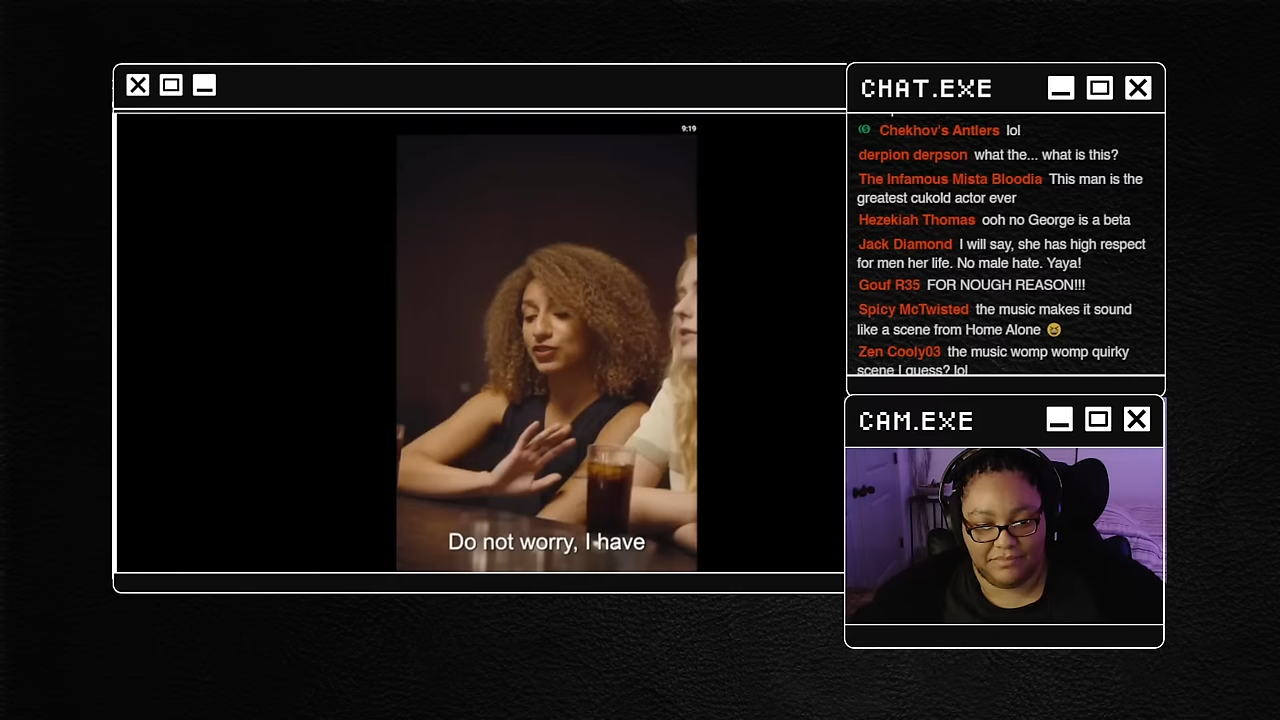 CHAT.EXE
9:19
Chekhov's Antlers lol
derpion derpson what the... what is this?
The Infamous Mista Bloodia This man is the
greatest cukold actor ever
Hezekiah Thomas ooh no George is a beta
Jack Diamond I will say, she has high respect
for men her life. No male hate. Yaya!
Gouf R35 FOR NOUGH REASON!!!
Spicy McTwisted the music makes it sound
like a scene from Home Alone 😆
Zen Cooly03 the music womp womp quirky
scene I guess? lol
CAM.EXE
Do not worry, I have